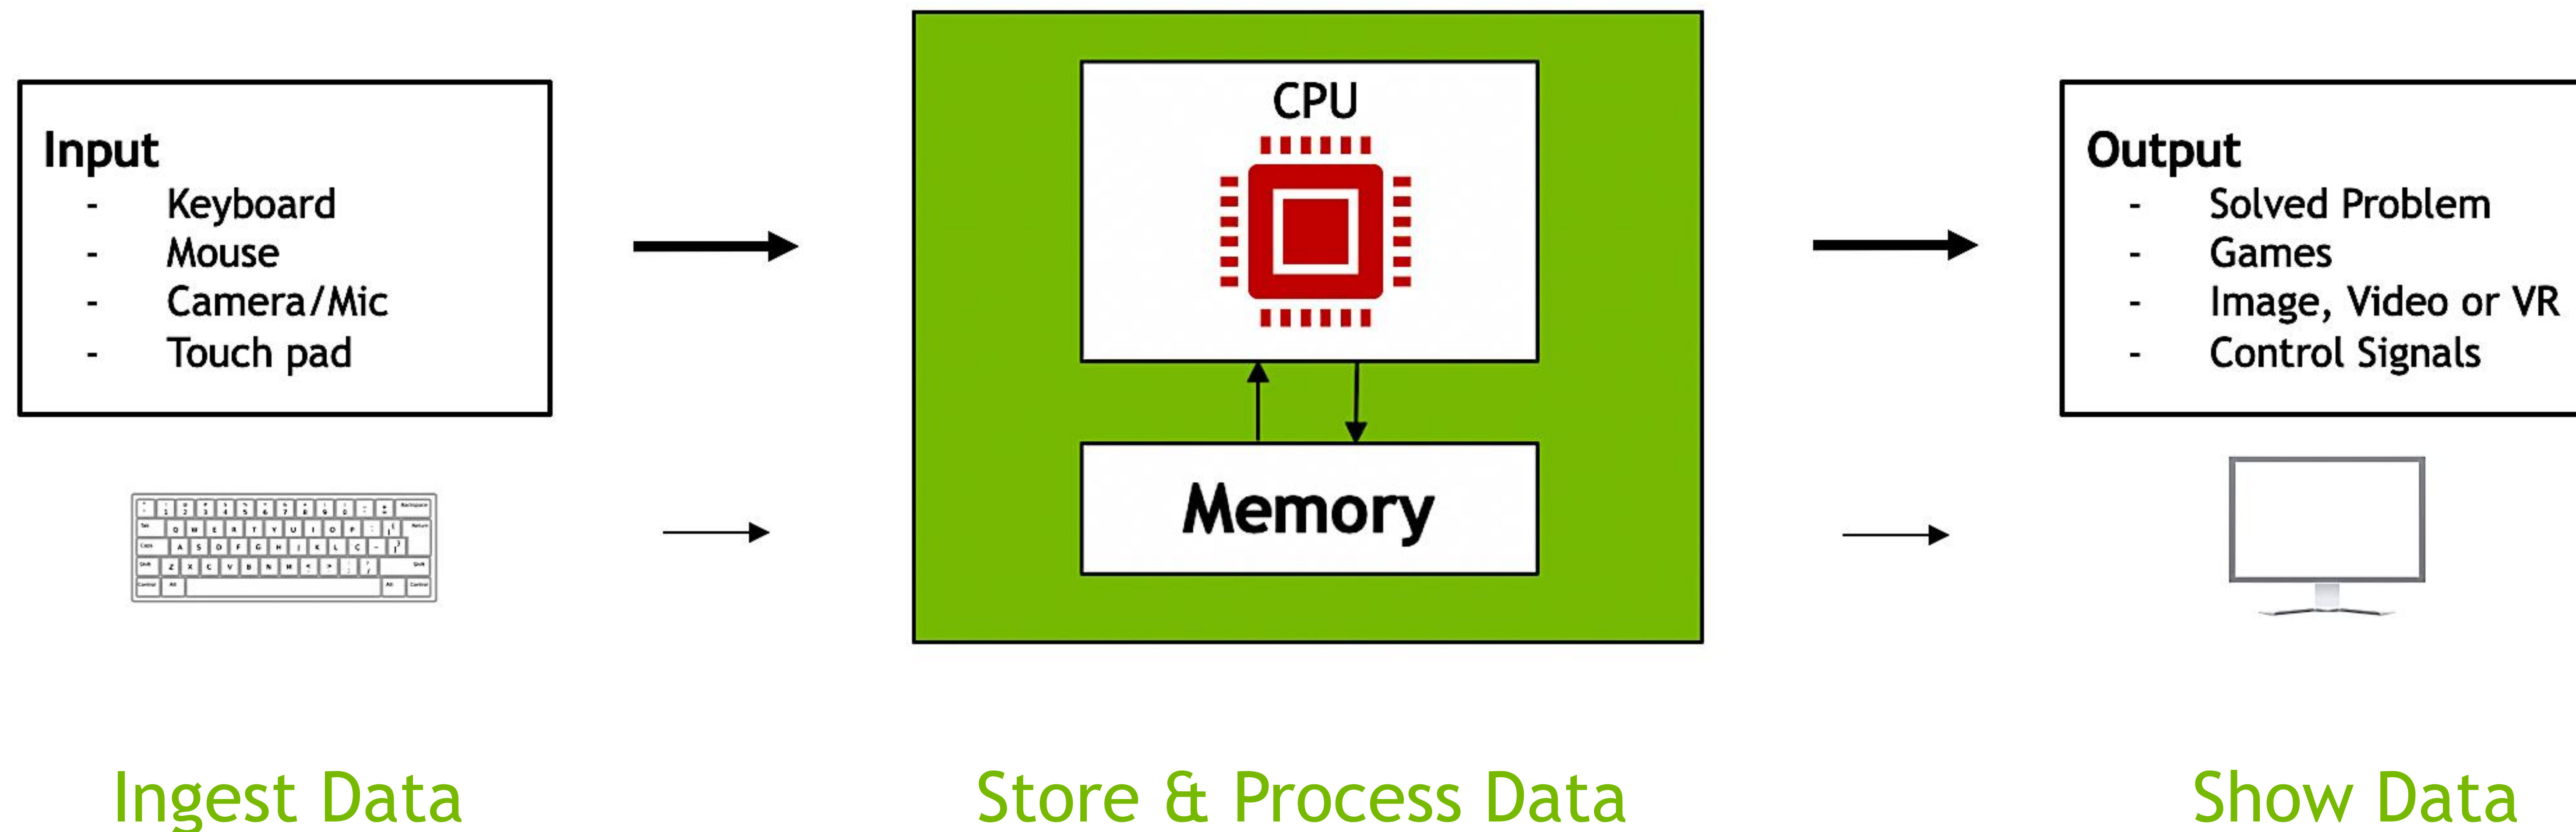 Input
- Keyboard
- Mouse
- Camera/Mic
- Touch pad
CPU
Memory
Output
- Solved Problem
- Games
- Image, Video or VR
- Control Signals
Ingest Data
Store & Process Data
Show Data